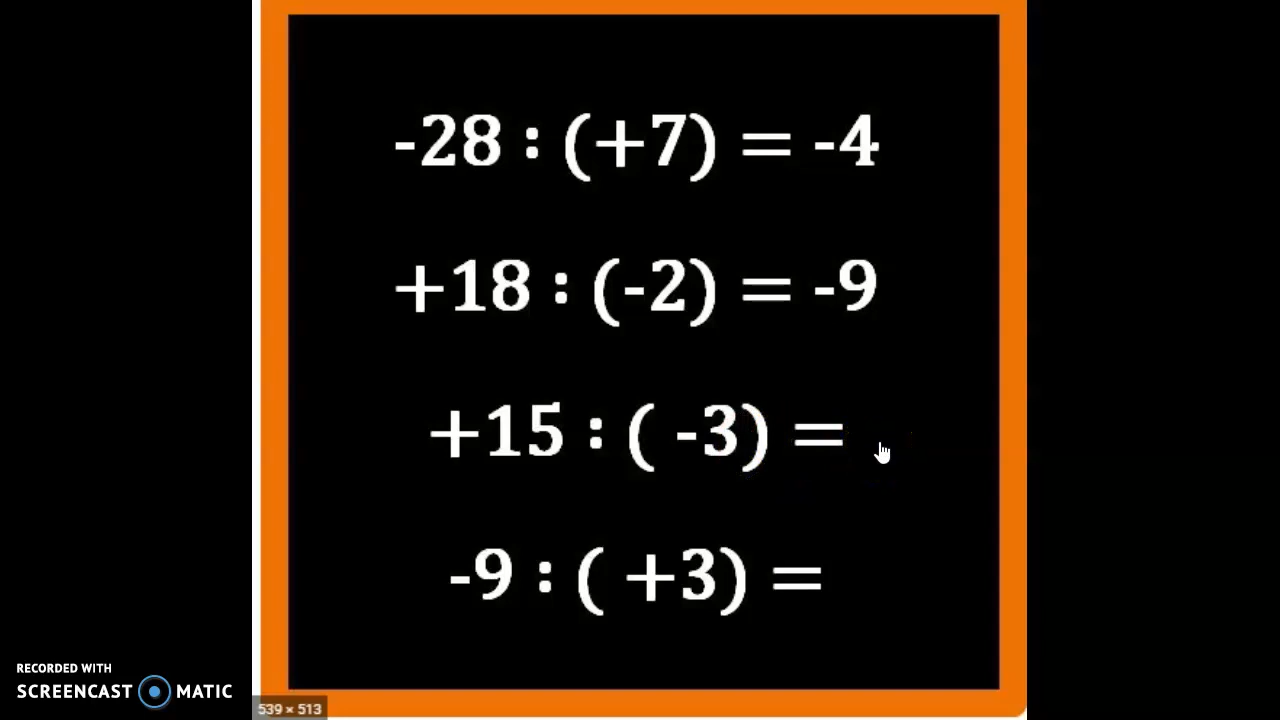 -28 : (+7) = -4
+18 : (-2) = -9
+15 : ( -3) =
-9 : ( +3) =
RECORDED WITH
SCREENCAST MATIC
539 × 513